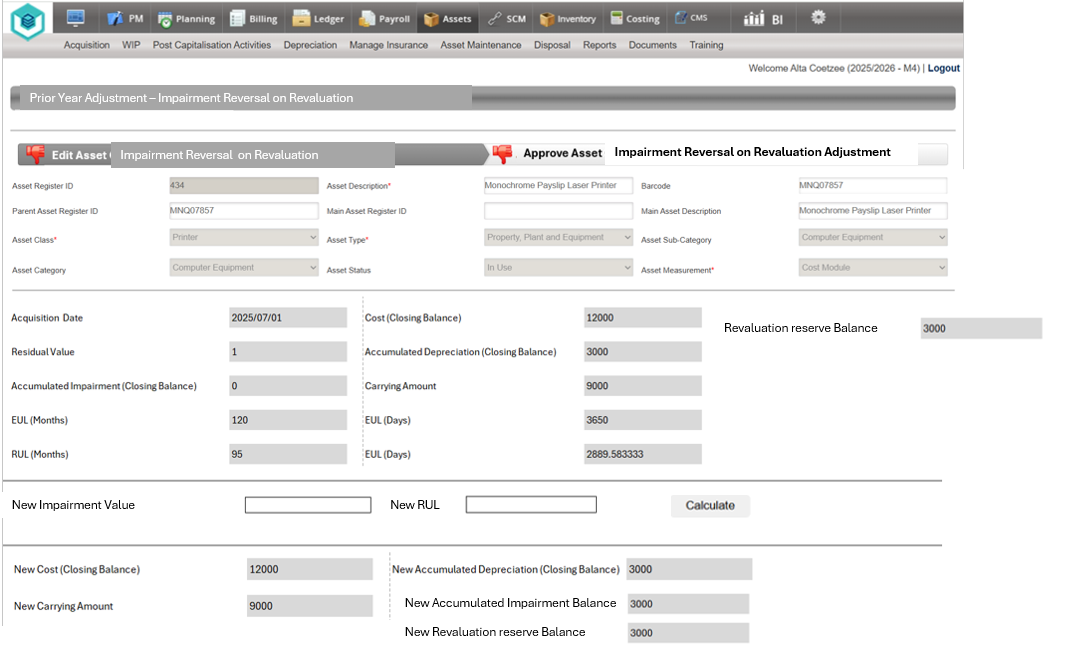 PM Planning Billing Ledger Payroll Assets SCM Inventory Costing CMS BI
Acquisition WIP Post Capitalisation Activities Depreciation Manage Insurance Asset Maintenance Disposal Reports Documents Training
Welcome Alta Coetzee (2025/2026 - M4) | Logout
Prior Year Adjustment – Impairment Reversal on Revaluation
Edit Asset Impairment Reversal on Revaluation Approve Asset Impairment Reversal on Revaluation Adjustment
Asset Register ID 434 Asset Description* Monochrome Payslip Laser Printer Barcode MNQ07857
Parent Asset Register ID MNQ07857 Main Asset Register ID Main Asset Description Monochrome Payslip Laser Printer
Asset Class* Printer Asset Type* Property, Plant and Equipment Asset Sub-Category Computer Equipment
Asset Category Computer Equipment Asset Status In Use Asset Measurement* Cost Module
Acquisition Date 2025/07/01 Cost (Closing Balance) 12000 Revaluation reserve Balance 3000
Residual Value 1 Accumulated Depreciation (Closing Balance) 3000
Accumulated Impairment (Closing Balance) 0 Carrying Amount 9000
EUL (Months) 120 EUL (Days) 3650
RUL (Months) 95 EUL (Days) 2889.583333
New Impairment Value New RUL Calculate
New Cost (Closing Balance) 12000 New Accumulated Depreciation (Closing Balance) 3000
New Carrying Amount 9000 New Accumulated Impairment Balance 3000
New Revaluation reserve Balance 3000